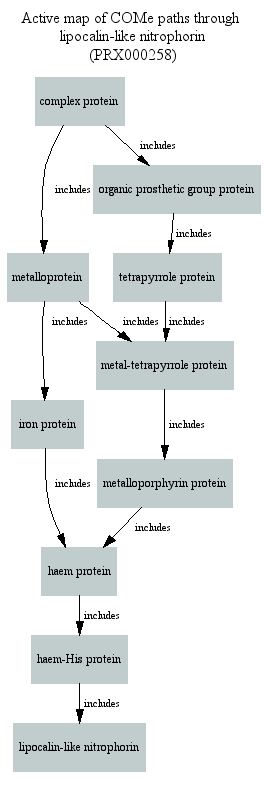 Active map of COMe paths through
lipocalin-like nitrophorin
(PRX000258)
complex protein
includes
includes
organic prosthetic group protein
includes
metalloprotein
tetrapyrrole protein
includes
includes
includes
metal-tetrapyrrole protein
iron protein
includes
metalloporphyrin protein
includes
includes
haem protein
includes
haem-His protein
includes
lipocalin-like nitrophorin